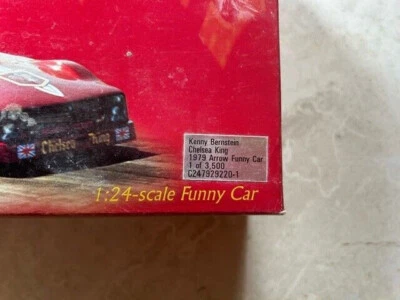 Chelsea King
Kenny Bernstein
Chelsea King
1979 Arrow Funny Car
1 of 3,500
C247929220-1
1:24-scale Funny Car